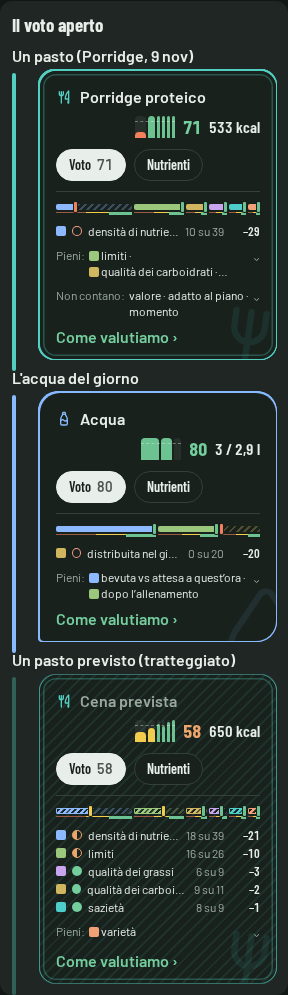 Il voto aperto
Un pasto (Porridge, 9 nov)
Porridge proteico
71 533 kcal
Voto 71 Nutrienti
densità di nutrie… 10 su 39 −29
Pieni: limiti ·
qualità dei carboidrati ·…
Non contano: valore · adatto al piano ·
momento
Come valutiamo ›
L'acqua del giorno
Acqua
80 3 / 2,9 l
Voto 80 Nutrienti
distribuita nel gi… 0 su 20 −20
Pieni: bevuta vs attesa a quest'ora ·
dopo l'allenamento
Come valutiamo ›
Un pasto previsto (tratteggiato)
Cena prevista
58 650 kcal
Voto 58 Nutrienti
densità di nutrie… 18 su 39 −21
limiti 16 su 26 −10
qualità dei grassi 6 su 9 −3
qualità dei carboi… 9 su 11 −2
sazietà 8 su 9 −1
Pieni: varietà
Come valutiamo ›